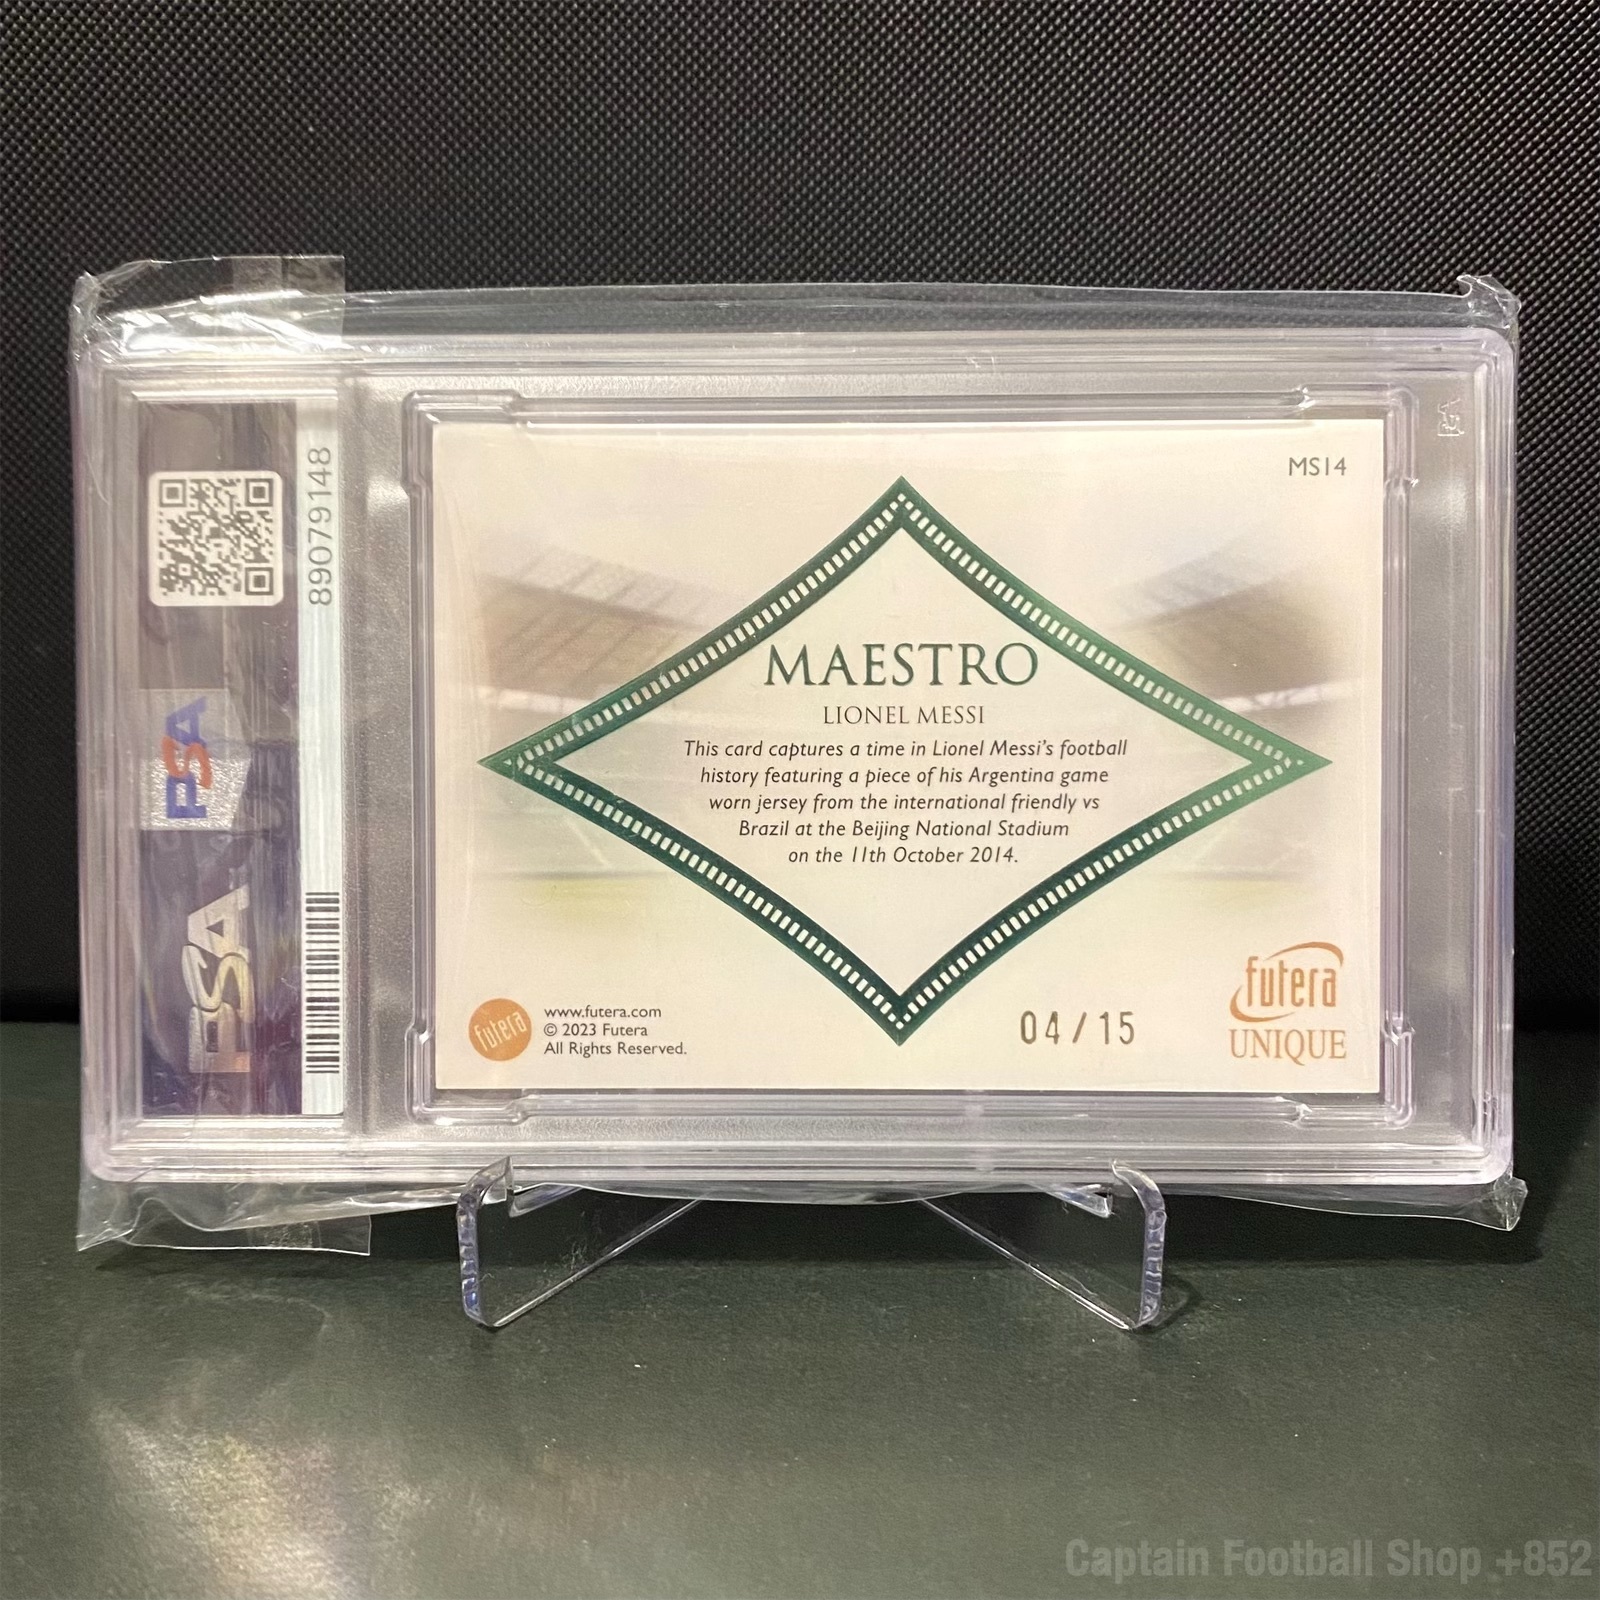 89079148
PSA
PSA
MS14
MAESTRO
LIONEL MESSI
This card captures a time in Lionel Messi's football
history featuring a piece of his Argentina game
worn jersey from the international friendly vs
Brazil at the Beijing National Stadium
on the 11th October 2014.
futera
www.futera.com
© 2023 Futera
All Rights Reserved.
04/15
futera
UNIQUE
Captain Football Shop +852